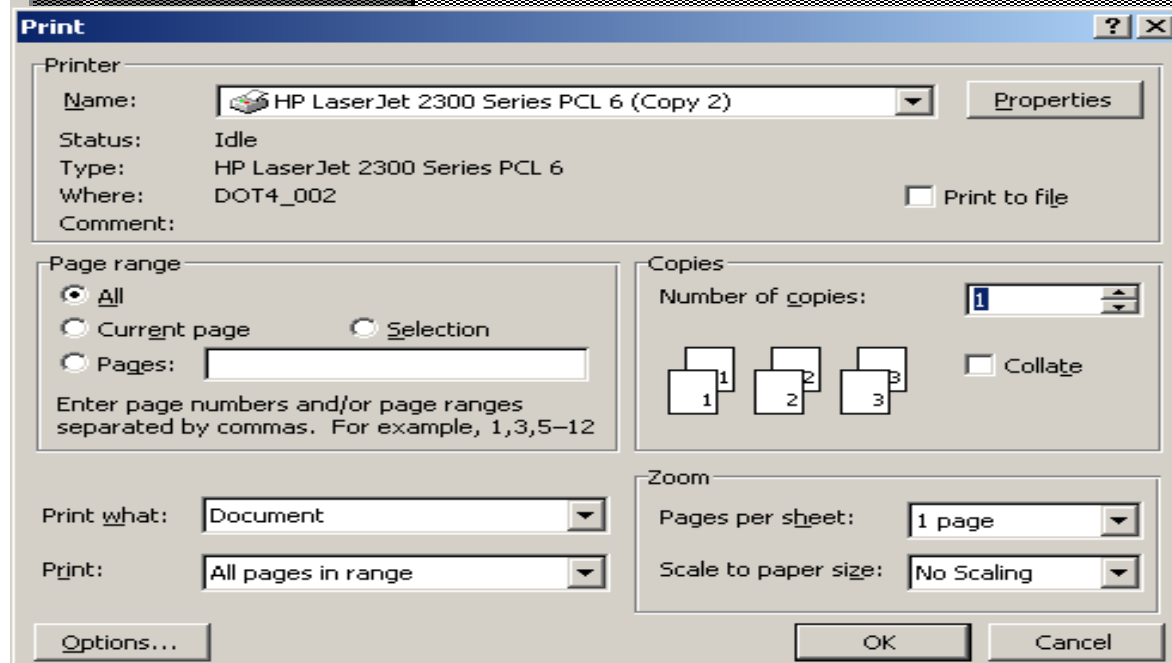 Print
Printer
Name: HP LaserJet 2300 Series PCL 6 (Copy 2) Properties
Status: Idle
Type: HP LaserJet 2300 Series PCL 6
Where: DOT4_002 Print to file
Comment:
Page range
All
Current page Selection
Pages:
Enter page numbers and/or page ranges
separated by commas. For example, 1,3,5–12
Copies
Number of copies: 1
1 1 2 2 3 3 Collate
Print what: Document
Print: All pages in range
Zoom
Pages per sheet: 1 page
Scale to paper size: No Scaling
Options... OK Cancel